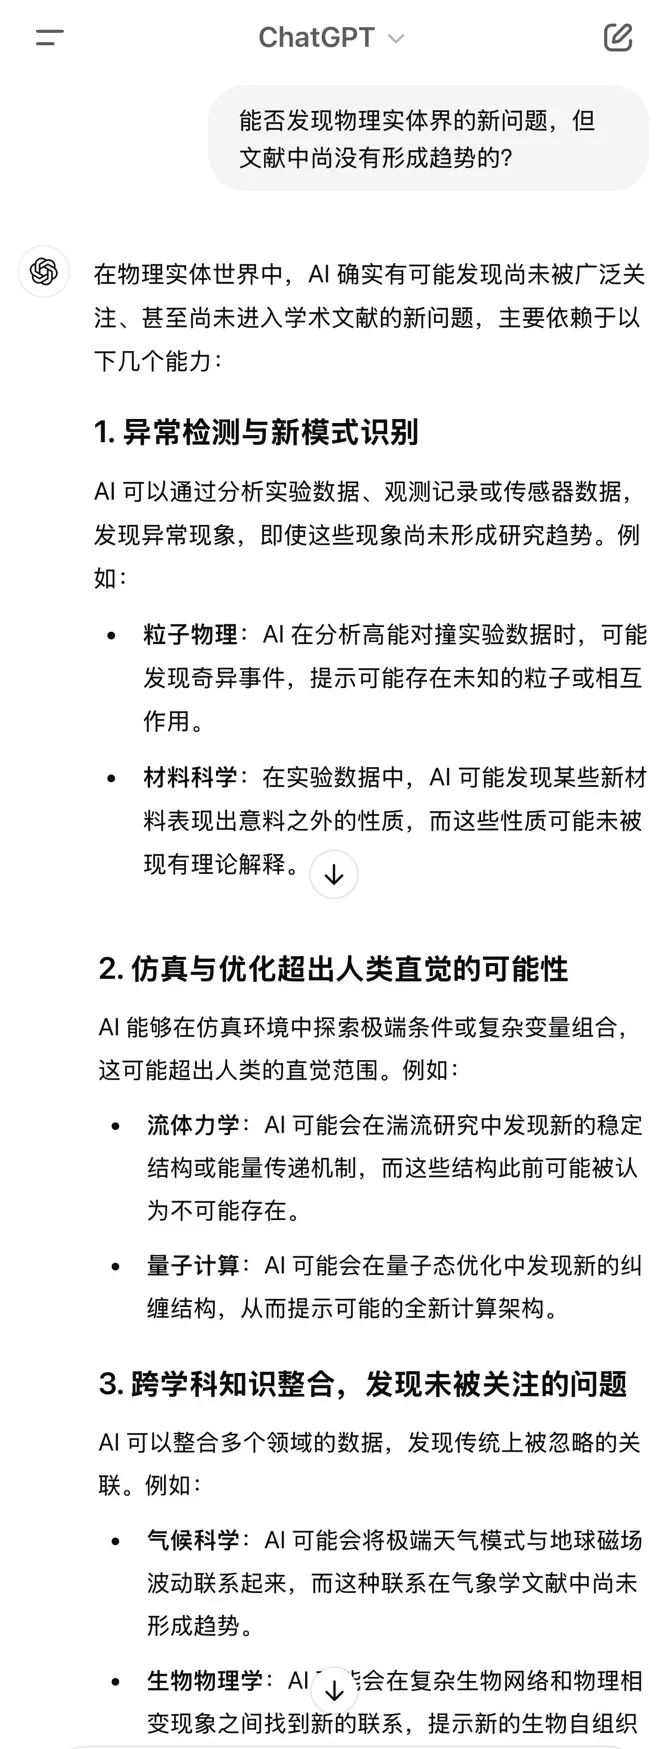 ChatGPT
能否发现物理实体界的新问题，但
文献中尚没有形成趋势的?
在物理实体世界中，AI 确实有可能发现尚未被广泛关
注、甚至尚未进入学术文献的新问题，主要依赖于以
下几个能力：
1. 异常检测与新模式识别
AI 可以通过分析实验数据、观测记录或传感器数据，
发现异常现象，即使这些现象尚未形成研究趋势。例
如：
• 粒子物理：AI 在分析高能对撞实验数据时，可能
发现奇异事件，提示可能存在未知的粒子或相互
作用。
• 材料科学：在实验数据中，AI 可能发现某些新材
料表现出意料之外的性质，而这些性质可能未被
现有理论解释。
2. 仿真与优化超出人类直觉的可能性
AI 能够在仿真环境中探索极端条件或复杂变量组合，
这可能超出人类的直觉范围。例如：
• 流体力学：AI 可能会在湍流研究中发现新的稳定
结构或能量传递机制，而这些结构此前可能被认
为不可能存在。
• 量子计算：AI 可能会在量子态优化中发现新的纠
缠结构，从而提示可能的全新计算架构。
3. 跨学科知识整合，发现未被关注的问题
AI 可以整合多个领域的数据，发现传统上被忽略的关
联。例如：
• 气候科学：AI 可能会将极端天气模式与地球磁场
波动联系起来，而这种联系在气象学文献中尚未
形成趋势。
• 生物物理学：AI 能会在复杂生物网络和物理相
变现象之间找到新的联系，提示新的生物自组织